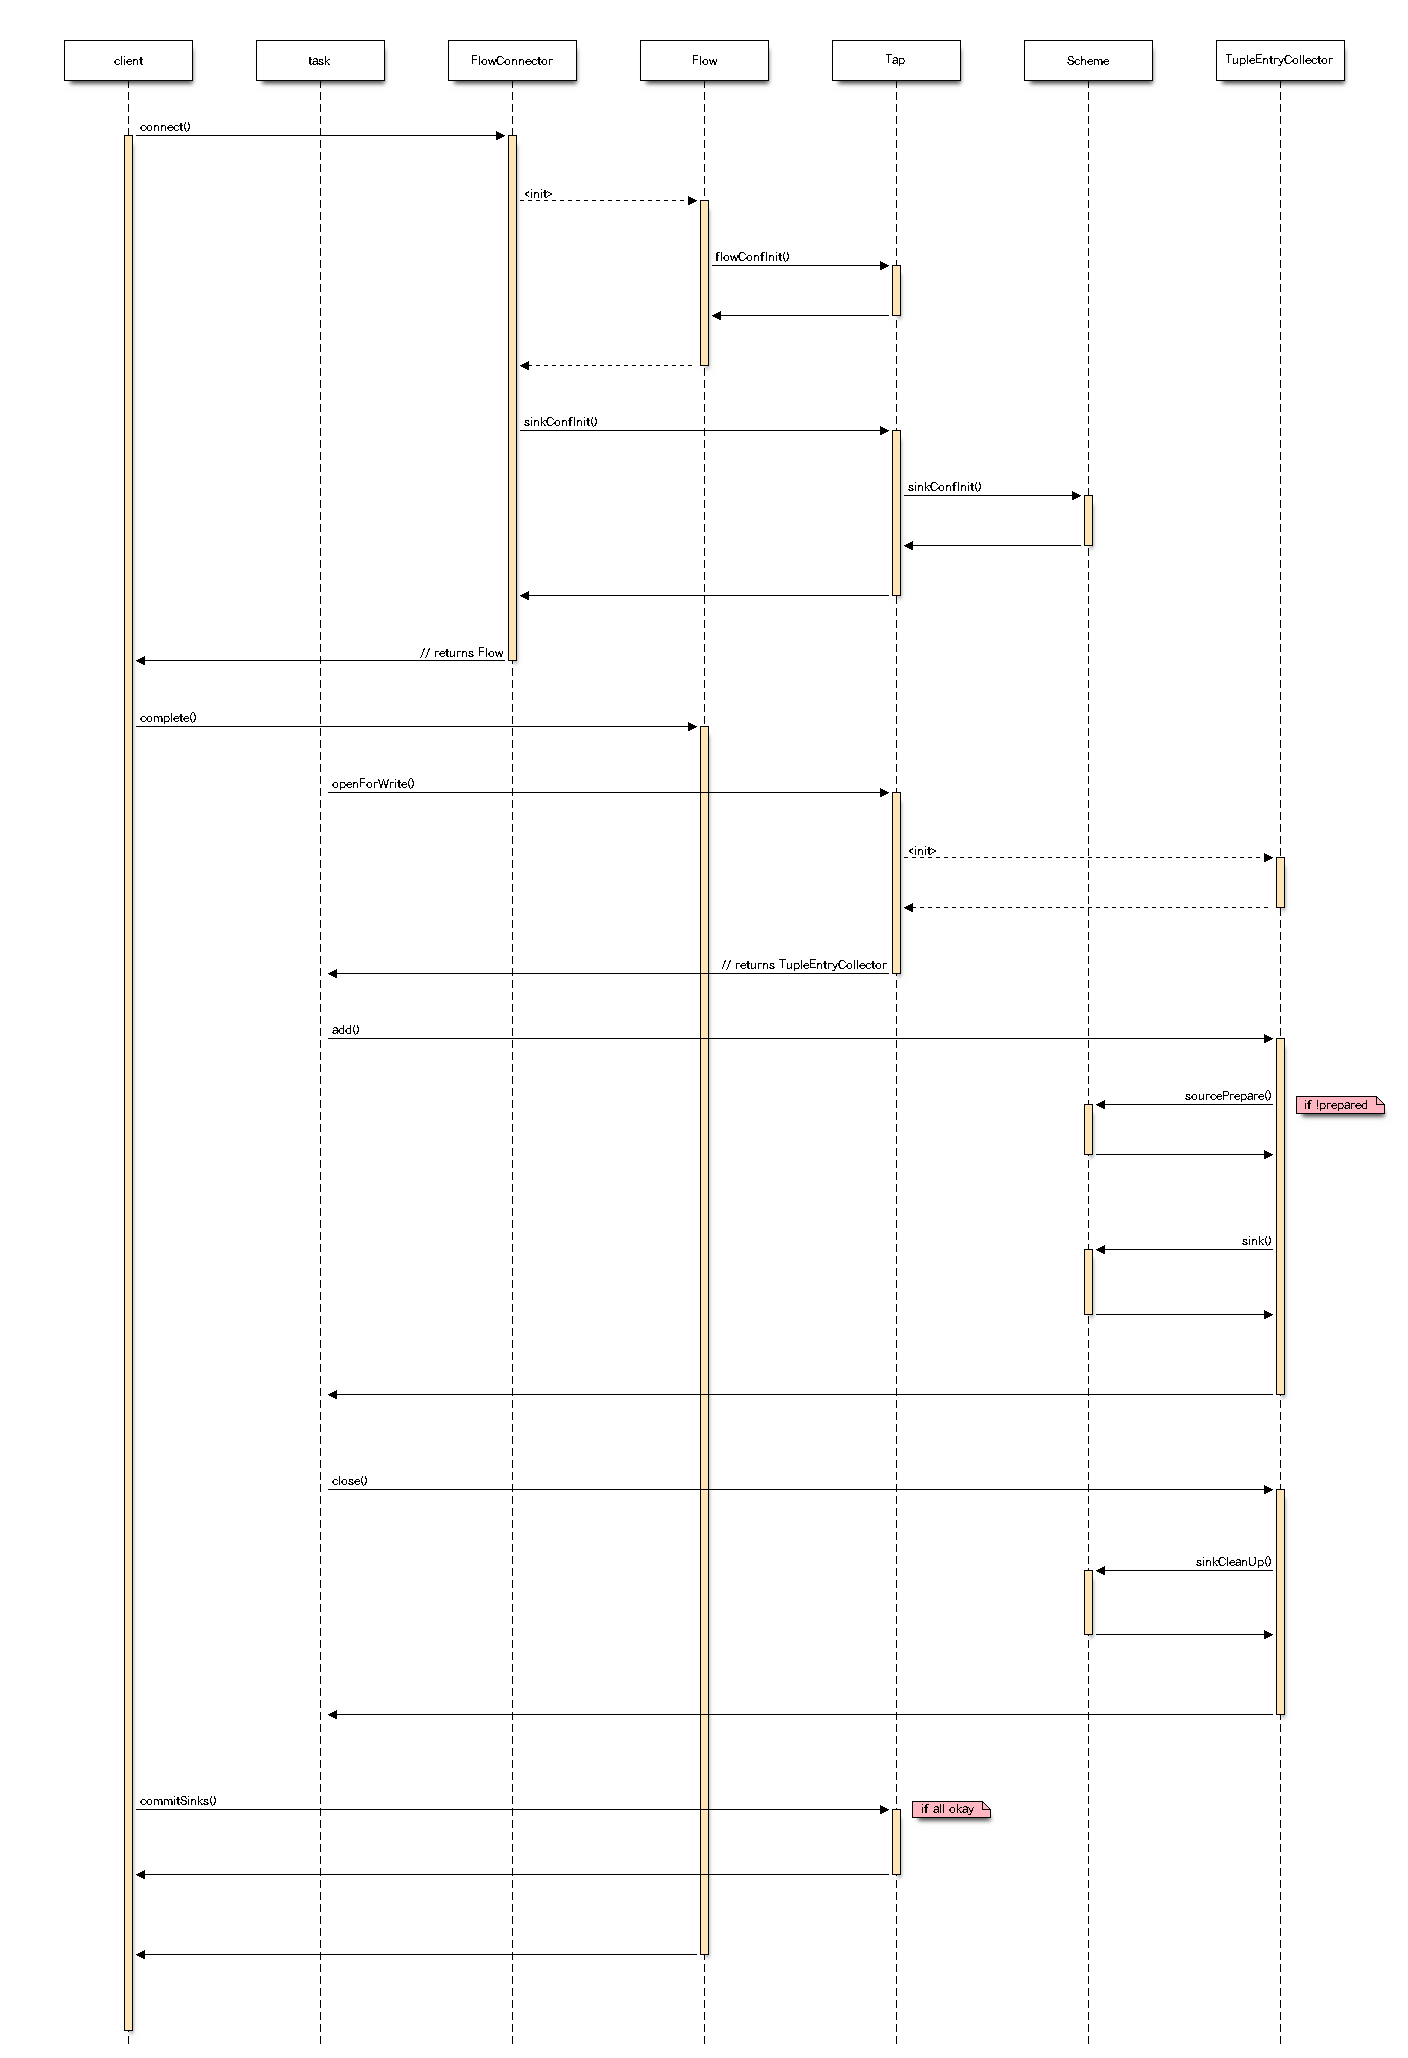 client
task
FlowConnector
Flow
Tap
Scheme
TupleEntryCollector
connect()
<init>
flowConfInit()
sinkConfInit()
sinkConfInit()
// returns Flow
complete()
openForWrite()
<init>
// returns TupleEntryCollector
add()
sourcePrepare()
if !prepared
sink()
close()
sinkCleanUp()
commitSinks()
if all okay